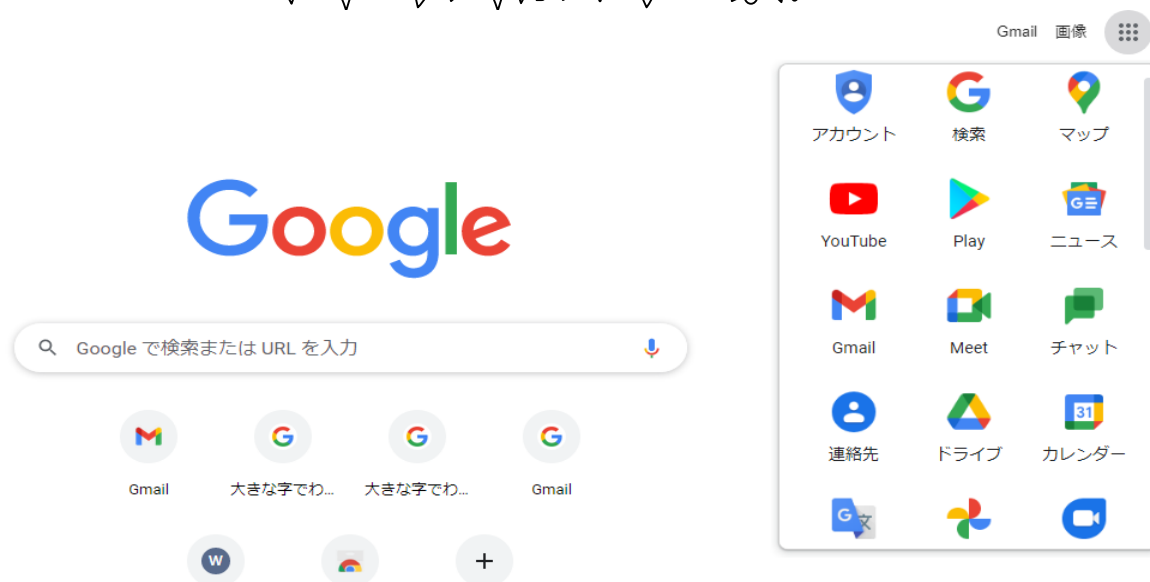 Gmail 画像
Google
Google で検索または URL を入力
Gmail 大きな字でわ... 大きな字でわ... Gmail
W
アカウント 検索 マップ
YouTube Play ニュース
Gmail Meet チャット
連絡先 ドライブ カレンダー